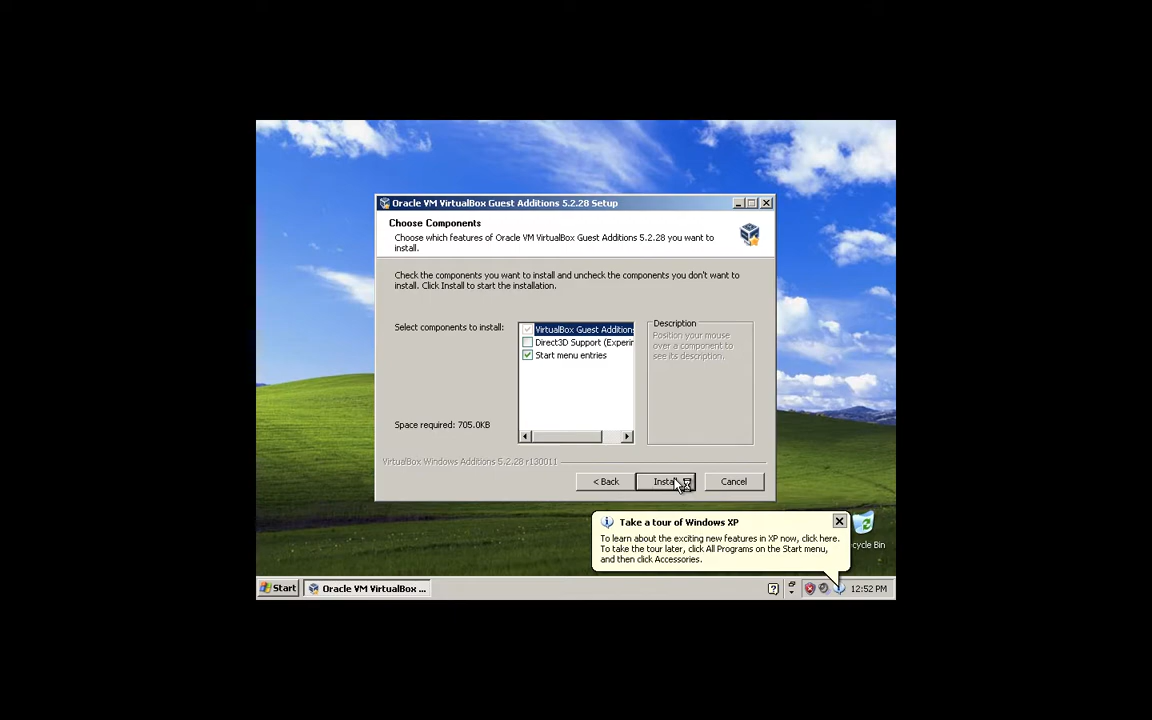 Oracle VM VirtualBox Guest Additions 5.2.28 Setup
Choose Components
Choose which features of Oracle VM VirtualBox Guest Additions 5.2.28 you want to
install.
Check the components you want to install and uncheck the components you don't want to
install. Click Install to start the installation.
Select components to install:
VirtualBox Guest Addition
Direct3D Support (Experi
Start menu entries
Description
Position your mouse
over a component to
see its description.
Space required: 705.0KB
VirtualBox Windows Additions 5.2.28 r130011
< Back
Install
Cancel
Take a tour of Windows XP
To learn about the exciting new features in XP now, click here.
To take the tour later, click All Programs on the Start menu,
and then click Accessories.
ecycle Bin
Start
Oracle VM VirtualBox ...
12:52 PM